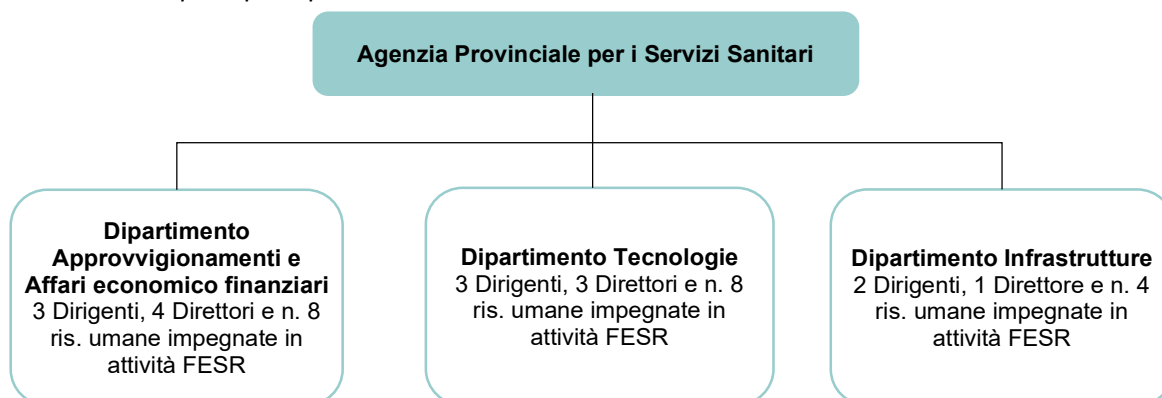 Agenzia Provinciale per i Servizi Sanitari
Dipartimento
Approvvigionamenti e
Affari economico finanziari
3 Dirigenti, 4 Direttori e n. 8
ris. umane impegnate in
attività FESR
Dipartimento Tecnologie
3 Dirigenti, 3 Direttori e n. 8
ris. umane impegnate in
attività FESR
Dipartimento Infrastrutture
2 Dirigenti, 1 Direttore e n. 4
ris. umane impegnate in
attività FESR